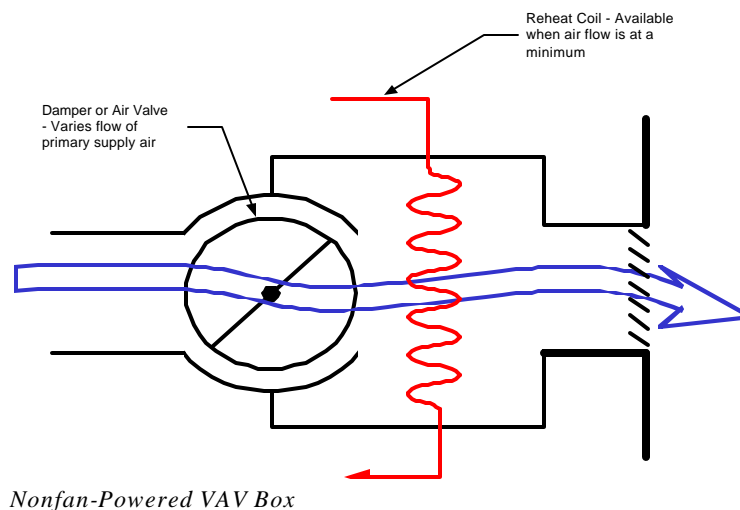 Reheat Coil - Available
when air flow is at a
minimum
Damper or Air Valve
- Varies flow of
primary supply air
Nonfan-Powered VAV Box